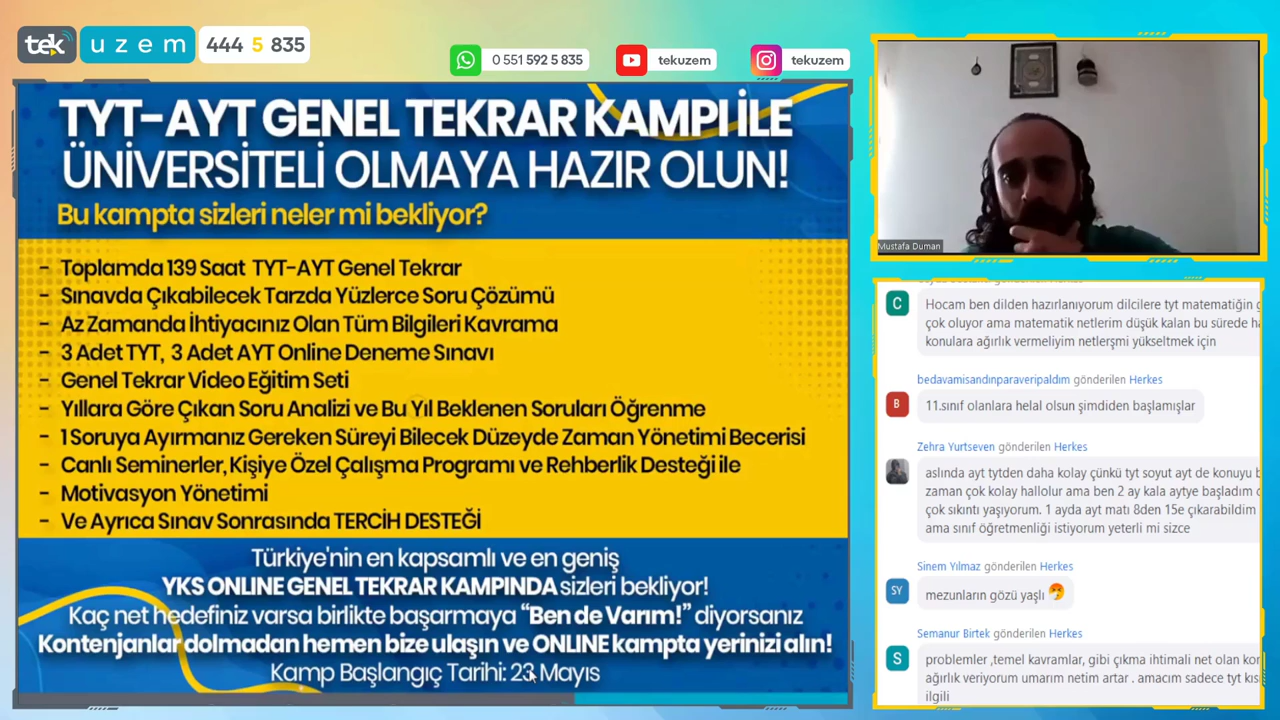 tek uzem 444 5 835
0 551 592 5 835
tekuzem
tekuzem
TYT-AYT GENEL TEKRAR KAMPI İLE
ÜNİVERSİTELİ OLMAYA HAZIR OLUN!
Bu kampta sizleri neler mi bekliyor?
- Toplamda 139 Saat TYT-AYT Genel Tekrar
- Sınavda Çıkabilecek Tarzda Yüzlerce Soru Çözümü
- Az Zamanda İhtiyacınız Olan Tüm Bilgileri Kavrama
- 3 Adet TYT, 3 Adet AYT Online Deneme Sınavı
- Genel Tekrar Video Eğitim Seti
- Yıllara Göre Çıkan Soru Analizi ve Bu Yıl Beklenen Soruları Öğrenme
- 1 Soruya Ayırmanız Gereken Süreyi Bilecek Düzeyde Zaman Yönetimi Becerisi
- Canlı Seminerler, Kişiye Özel Çalışma Programı ve Rehberlik Desteği ile
- Motivasyon Yönetimi
- Ve Ayrıca Sınav Sonrasında TERCİH DESTEĞİ
Türkiye'nin en kapsamlı ve en geniş
YKS ONLINE GENEL TEKRAR KAMPINDA sizleri bekliyor!
Kaç net hedefiniz varsa birlikte başarmaya “Ben de Varım!” diyorsanız
Kontenjanlar dolmadan hemen bize ulaşın ve ONLINE kampta yerinizi alın!
Kamp Başlangıç Tarihi: 23 Mayıs
Mustafa Duman
C
Hocam ben dilden hazırlanıyorum dilcilere tyt matematiğin
çok oluyor ama matematik netlerim düşük kalan bu sürede
konulara ağırlık vermeliyim netlerşmi yükseltmek için
bedavamisandınparaveripaldım gönderilen Herkes
B
11.sınıf olanlara helal olsun şimdiden başlamışlar
Zehra Yurtseven gönderilen Herkes
aslında ayt tytden daha kolay çünkü tyt soyut ayt de konuyu
zaman çok kolay hallolur ama ben 2 ay kala aytye başladım
çok sıkıntı yaşıyorum. 1 ayda ayt matı 8den 15e çıkarabildim
ama sınıf öğretmenliği istiyorum yeterli mi sizce
Sinem Yılmaz gönderilen Herkes
SY
mezunların gözü yaşlı
Semanur Birtek gönderilen Herkes
S
problemler ,temel kavramlar, gibi çıkma ihtimali net olan
ağırlık veriyorum umarım netim artar . amacım sadece tyt
ilgili